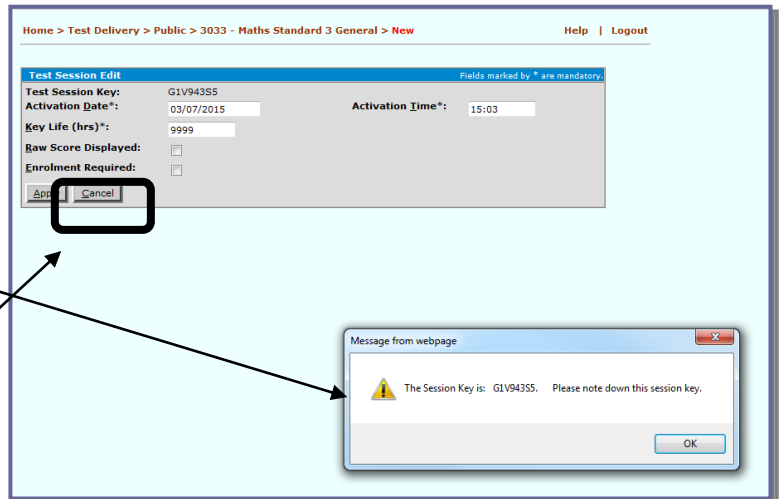 Home > Test Delivery > Public > 3033 - Maths Standard 3 General > New Help | Logout
Test Session Edit Fields marked by * are mandatory.
Test Session Key: G1V943S5
Activation Date*: 03/07/2015 Activation Time*: 15:03
Key Life (hrs)*: 9999
Raw Score Displayed:
Enrolment Required:
Apply Cancel
Message from webpage
The Session Key is: G1V943S5. Please note down this session key.
OK